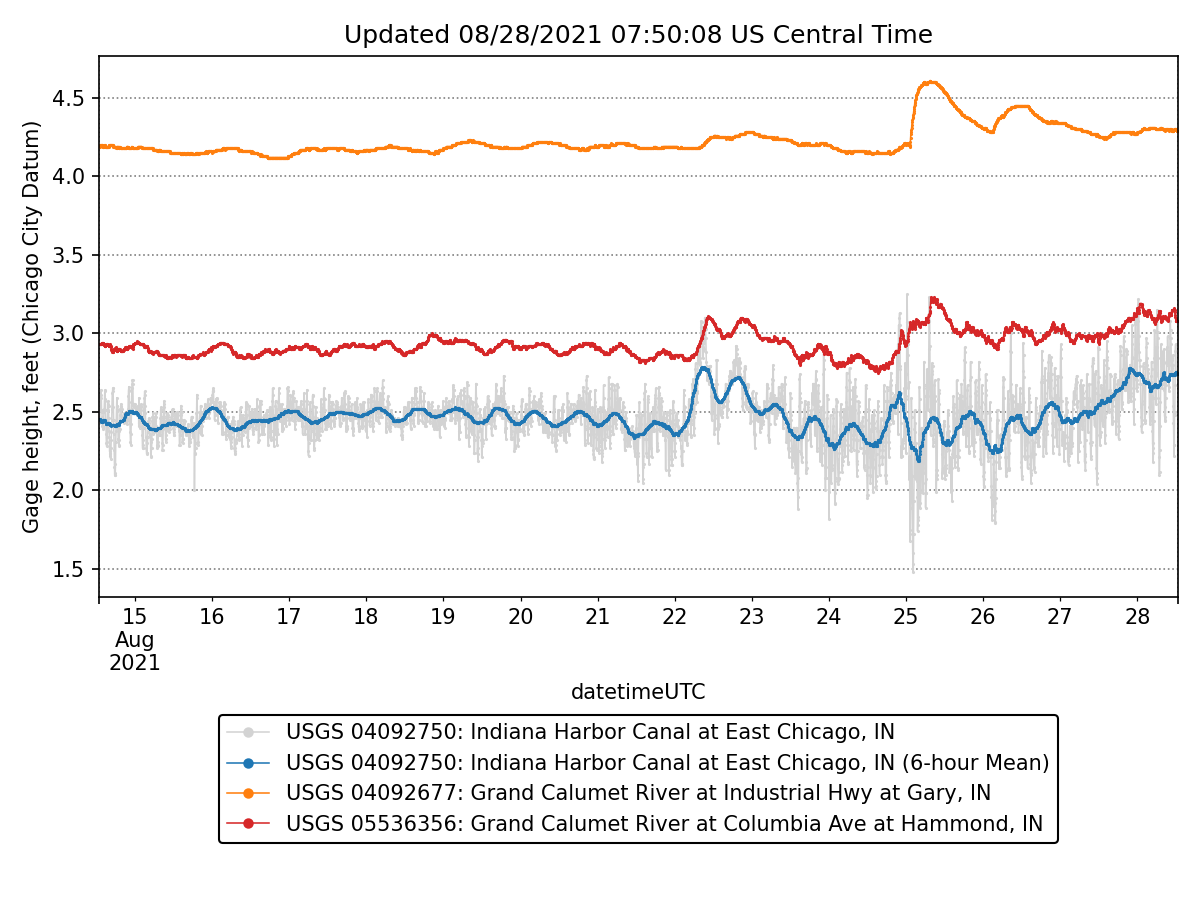 Updated 08/28/2021 07:50:08 US Central Time
Gage height, feet (Chicago City Datum)
4.5
4.0
3.5
3.0
2.5
2.0
1.5
15 16 17 18 19 20 21 22 23 24 25 26 27 28
Aug
2021
datetimeUTC
USGS 04092750: Indiana Harbor Canal at East Chicago, IN
USGS 04092750: Indiana Harbor Canal at East Chicago, IN (6-hour Mean)
USGS 04092677: Grand Calumet River at Industrial Hwy at Gary, IN
USGS 05536356: Grand Calumet River at Columbia Ave at Hammond, IN